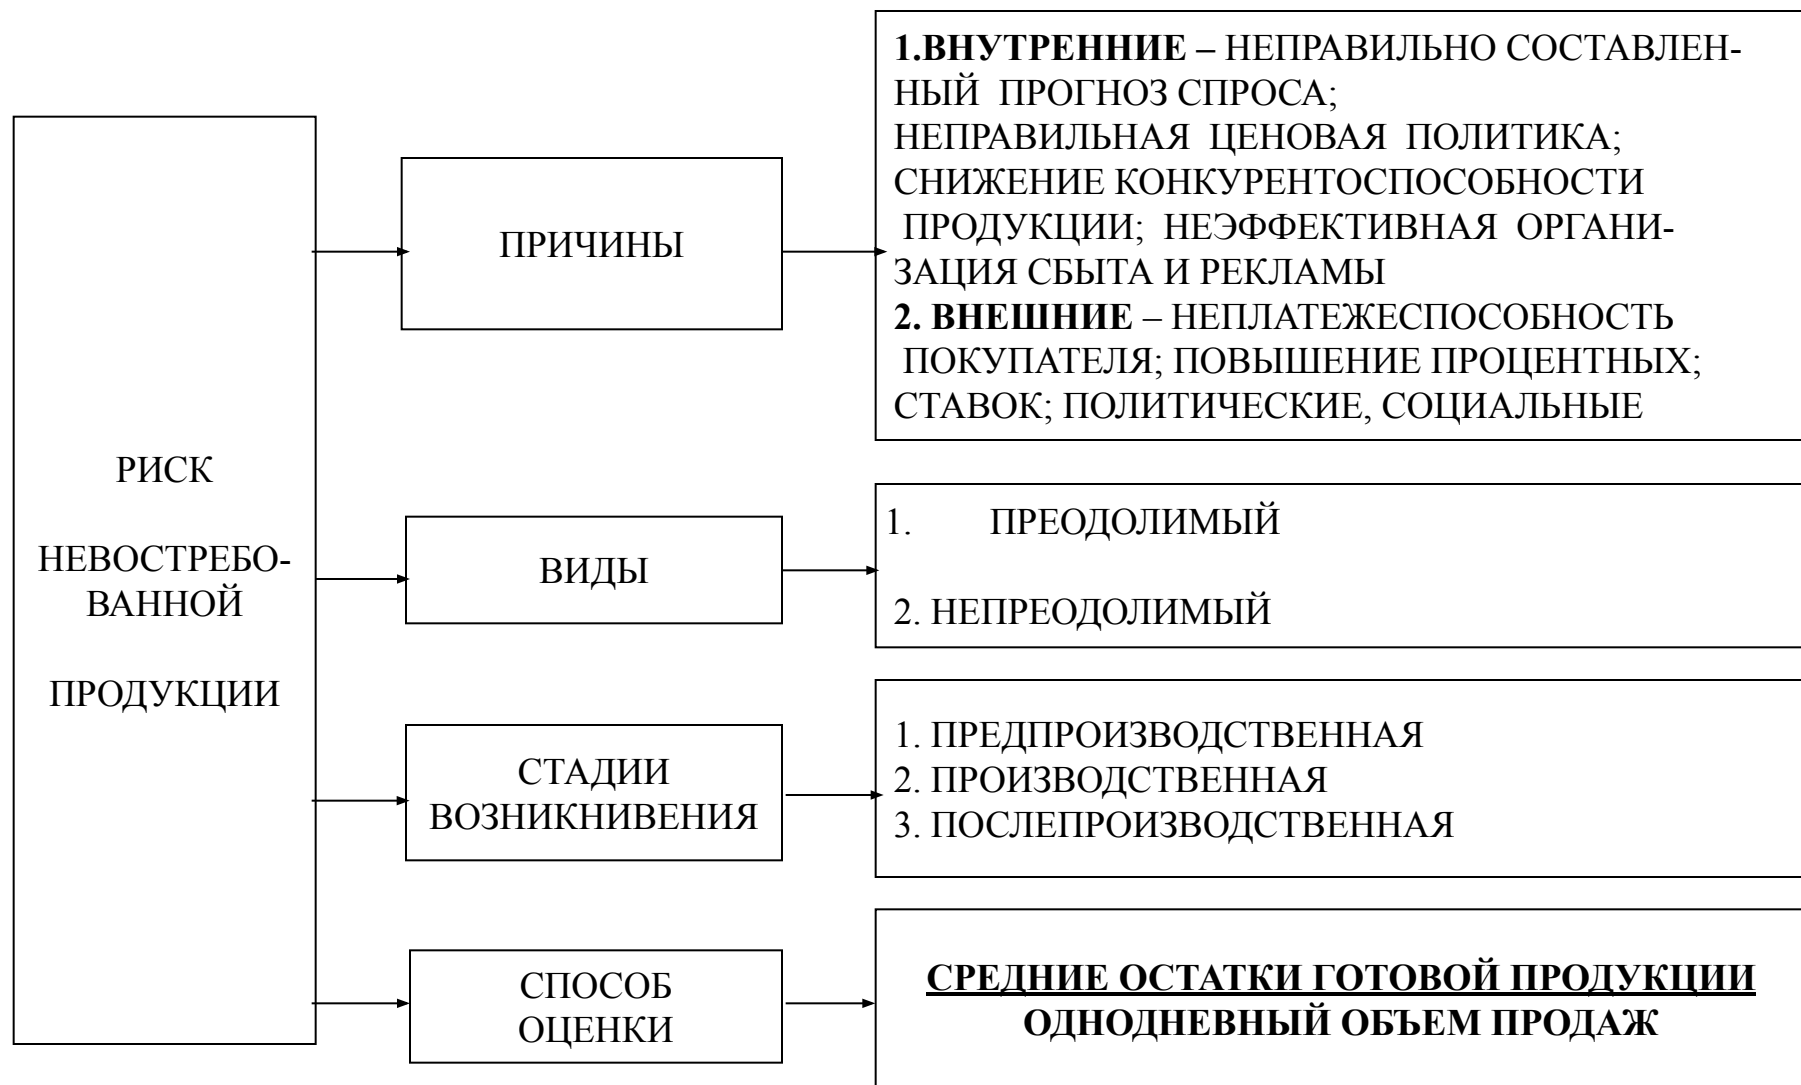 РИСК
НЕВОСТРЕБО-
ВАННОЙ
ПРОДУКЦИИ
ПРИЧИНЫ
1.ВНУТРЕННИЕ – НЕПРАВИЛЬНО СОСТАВЛЕН-
НЫЙ ПРОГНОЗ СПРОСА;
НЕПРАВИЛЬНАЯ ЦЕНОВАЯ ПОЛИТИКА;
СНИЖЕНИЕ КОНКУРЕНТОСПОСОБНОСТИ
ПРОДУКЦИИ; НЕЭФФЕКТИВНАЯ ОРГАНИ-
ЗАЦИЯ СБЫТА И РЕКЛАМЫ
2. ВНЕШНИЕ – НЕПЛАТЕЖЕСПОСОБНОСТЬ
ПОКУПАТЕЛЯ; ПОВЫШЕНИЕ ПРОЦЕНТНЫХ;
СТАВОК; ПОЛИТИЧЕСКИЕ, СОЦИАЛЬНЫЕ
ВИДЫ
1. ПРЕОДОЛИМЫЙ
2. НЕПРЕОДОЛИМЫЙ
СТАДИИ
ВОЗНИКНИВЕНИЯ
1. ПРЕДПРОИЗВОДСТВЕННАЯ
2. ПРОИЗВОДСТВЕННАЯ
3. ПОСЛЕПРОИЗВОДСТВЕННАЯ
СПОСОБ
ОЦЕНКИ
СРЕДНИЕ ОСТАТКИ ГОТОВОЙ ПРОДУКЦИИ
ОДНОДНЕВНЫЙ ОБЪЕМ ПРОДАЖ